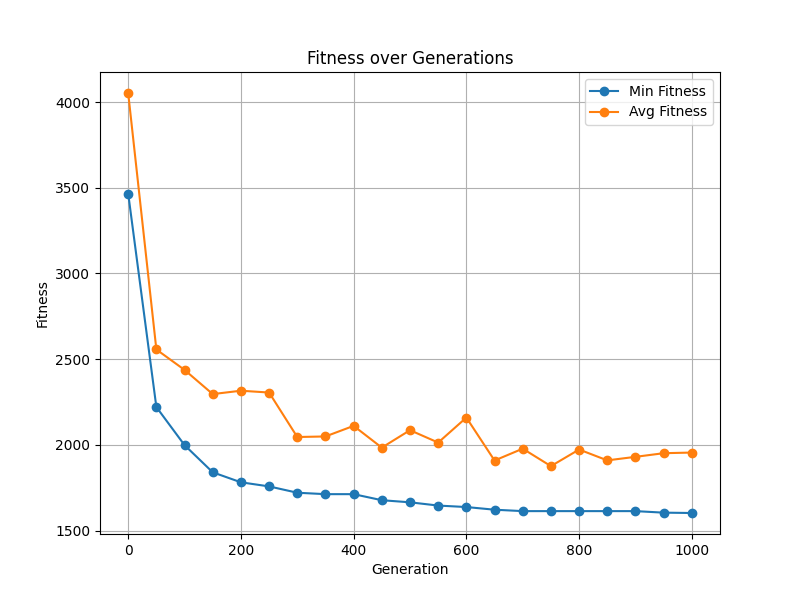 Fitness over Generations
Min Fitness
Avg Fitness
4000
3500
3000
2500
2000
1500
Fitness
0 200 400 600 800 1000
Generation